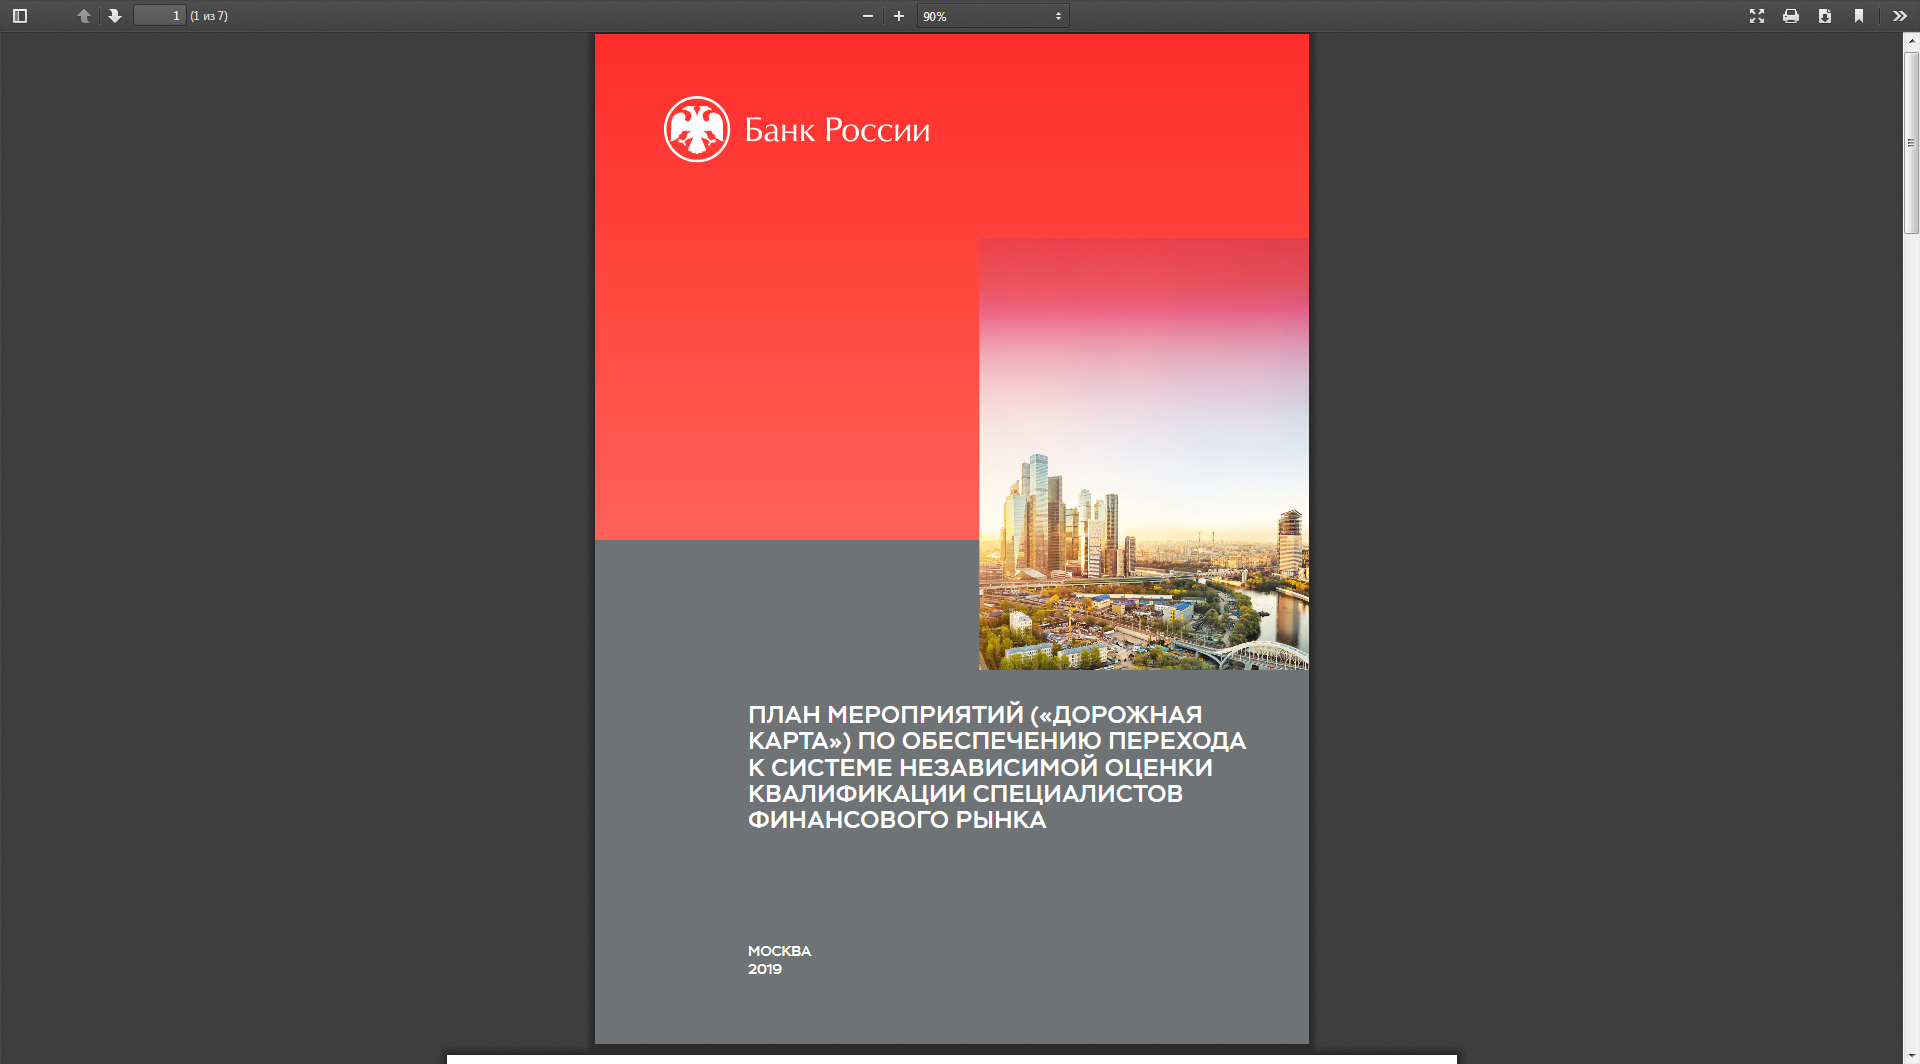 1 (1 из 7) 90%
Банк России
ПЛАН МЕРОПРИЯТИЙ («ДОРОЖНАЯ
КАРТА») ПО ОБЕСПЕЧЕНИЮ ПЕРЕХОДА
К СИСТЕМЕ НЕЗАВИСИМОЙ ОЦЕНКИ
КВАЛИФИКАЦИИ СПЕЦИАЛИСТОВ
ФИНАНСОВОГО РЫНКА
МОСКВА
2019